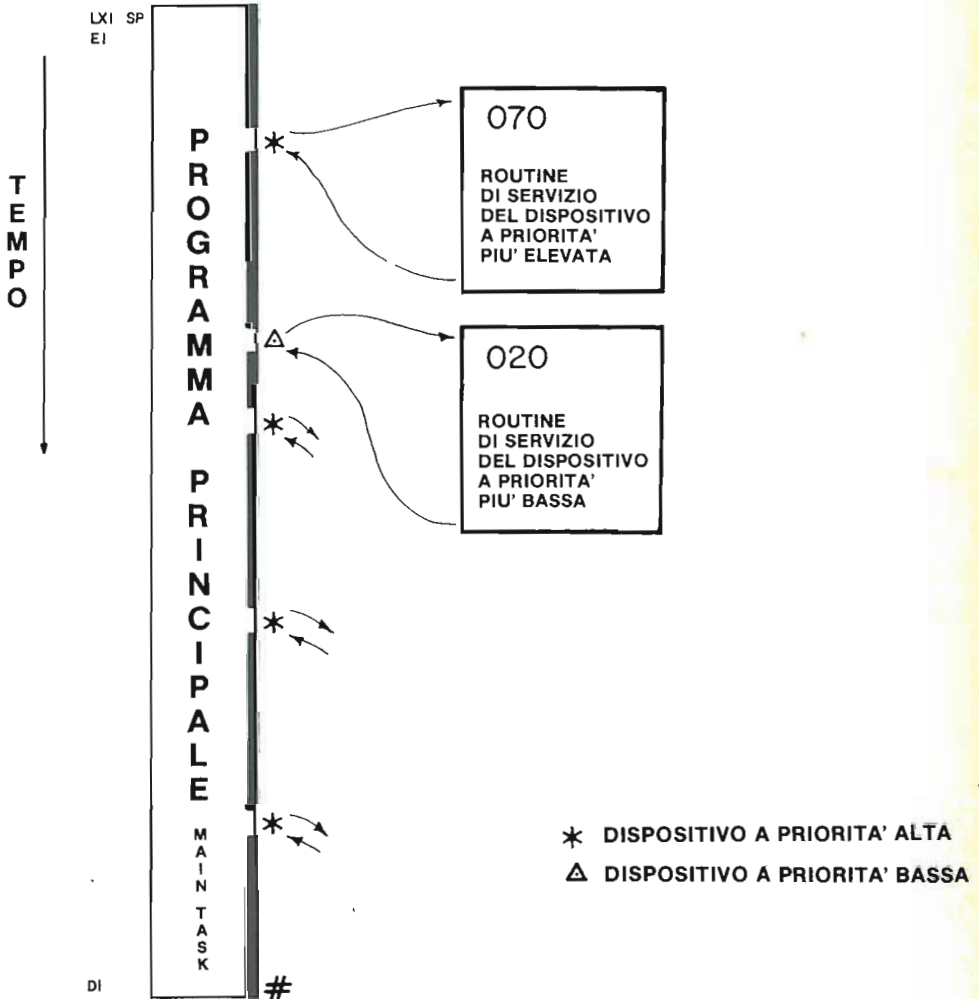 LXI SP
EI
TEMPO
PROGRAMMA PRINCIPALE
MAIN TASK
DI
#
070
ROUTINE
DI SERVIZIO
DEL DISPOSITIVO
A PRIORITA'
PIU' ELEVATA
020
ROUTINE
DI SERVIZIO
DEL DISPOSITIVO
A PRIORITA'
PIU' BASSA
DISPOSITIVO A PRIORITA' ALTA
DISPOSITIVO A PRIORITA' BASSA